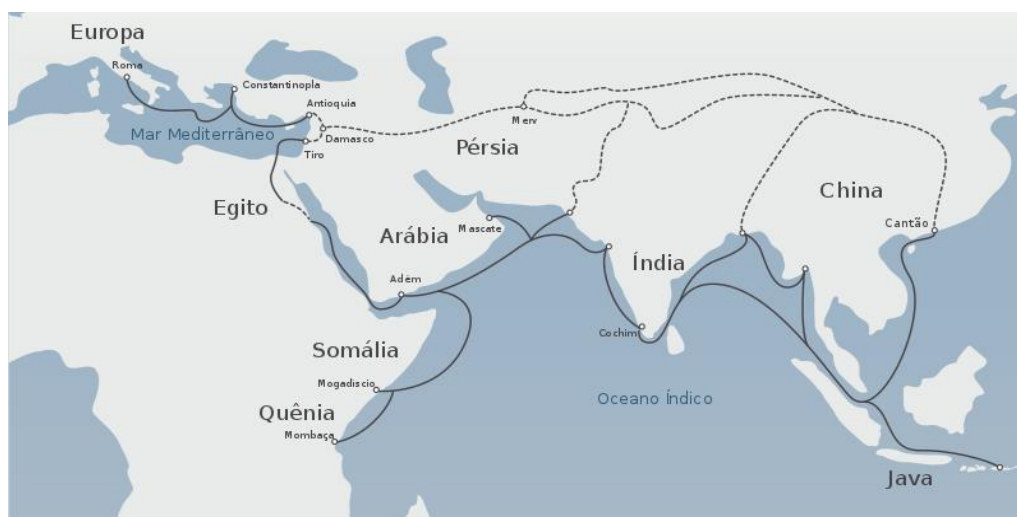 Europa
Roma
Constantinopla
Antioquia
Mar Mediterrâneo
Damasco
Tiro
Merv
Pérsia
China
Egito
Arábia
Mascate
Cantão
Índia
Adém
Cochim
Somália
Mogadiscio
Oceano Índico
Quênia
Mombaça
Java